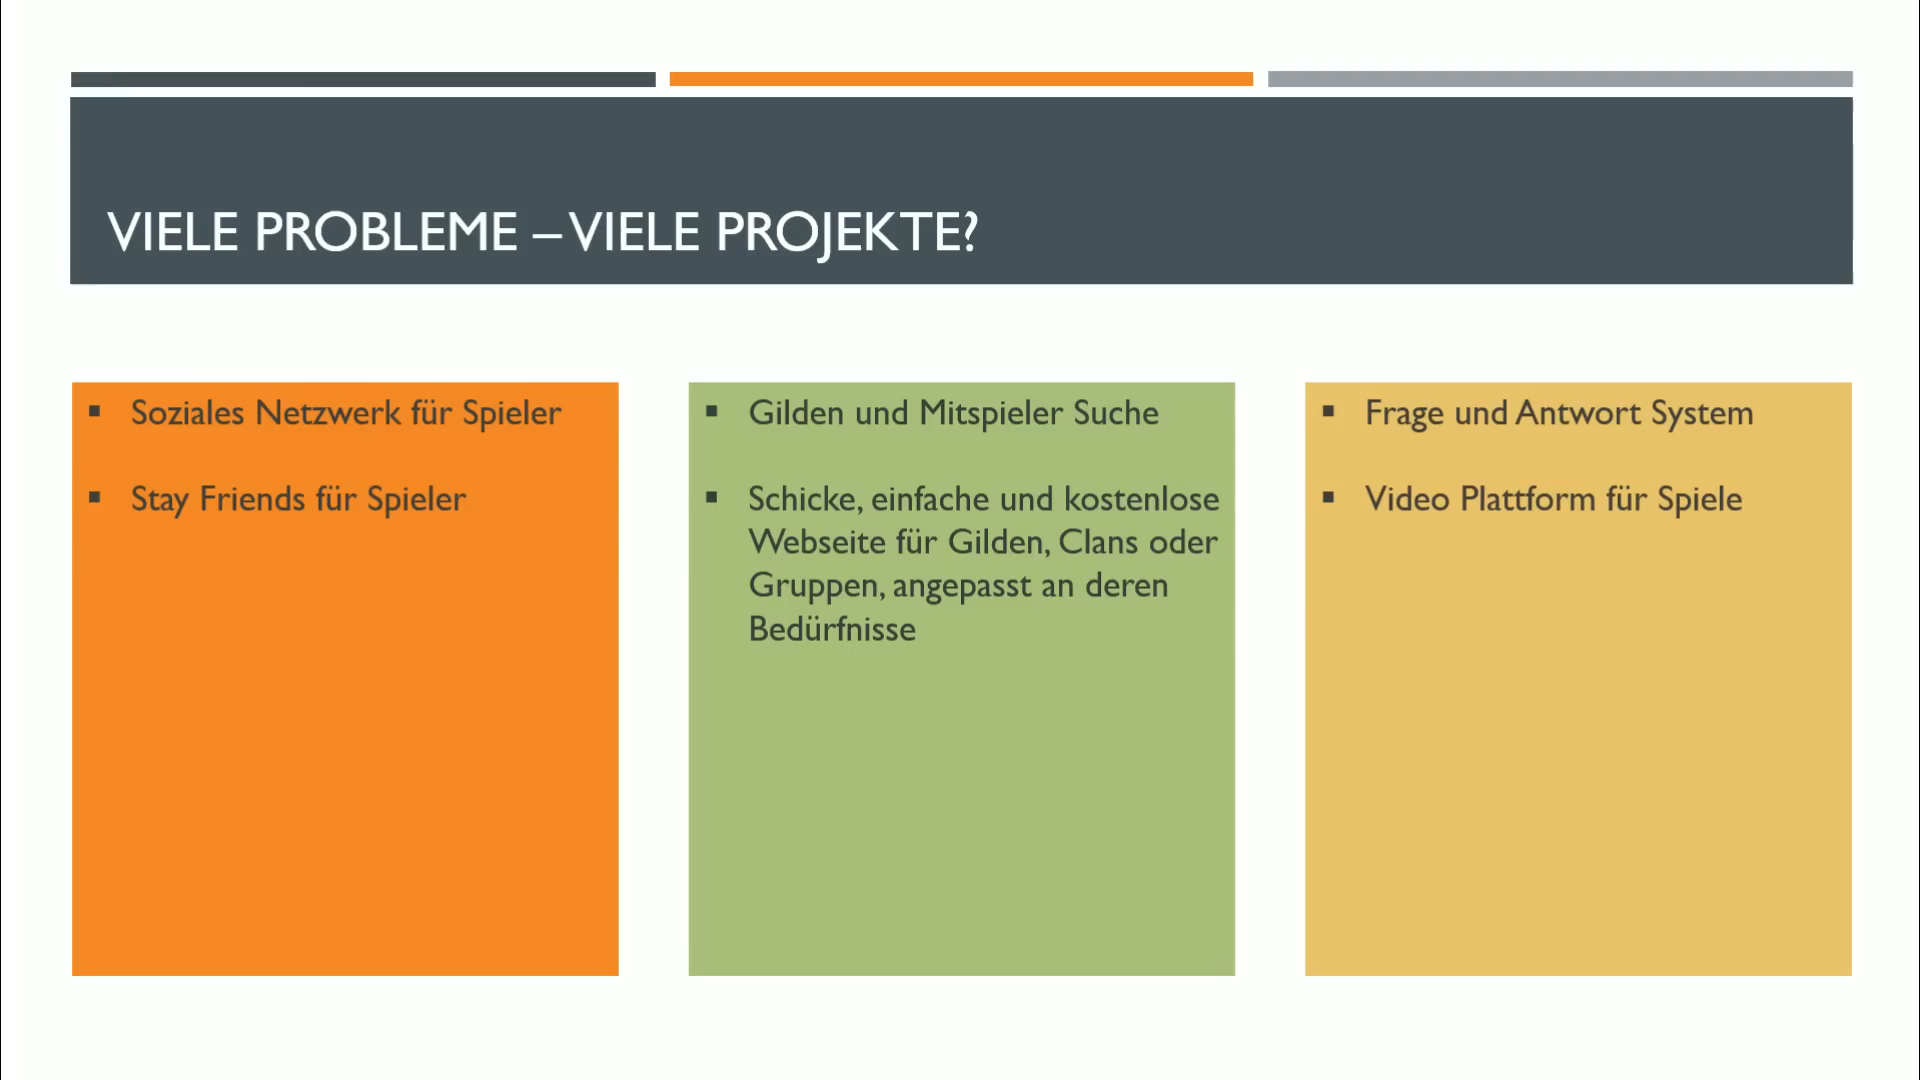 VIELE PROBLEME – VIELE PROJEKTE?
▪ Soziales Netzwerk für Spieler
▪ Stay Friends für Spieler
▪ Gilden und Mitspieler Suche
▪ Schicke, einfache und kostenlose
Webseite für Gilden, Clans oder
Gruppen, angepasst an deren
Bedürfnisse
▪ Frage und Antwort System
▪ Video Plattform für Spiele